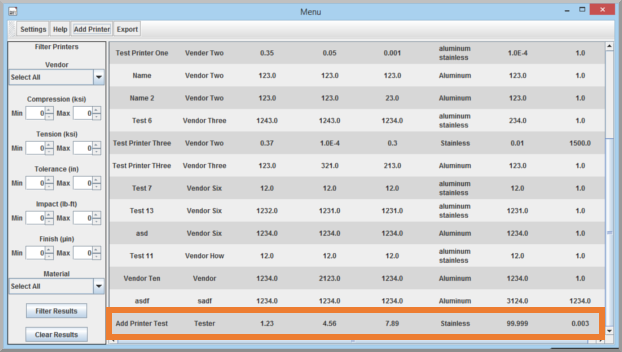 Menu
Settings Help Add Printer Export
Filter Printers
Vendor
Select All
Compression (ksi)
Min 0 Max 0
Tension (ksi)
Min 0 Max 0
Tolerance (in)
Min 0 Max 0
Impact (lb-ft)
Min 0 Max 0
Finish (µin)
Min 0 Max 0
Material
Select All
Filter Results
Clear Results
Test Printer One Vender Two 0.35 0.05 0.001 aluminum stainless 1.0E-4 1.0
Name Vendor Two 123.0 123.0 123.0 Aluminum 123.0 1.0
Name 2 Vendor Two 123.0 123.0 23.0 Aluminum 123.0 1.0
Test 6 Vendor Three 1243.0 1243.0 1234.0 aluminum stainless 234.0 1.0
Test Printer Three Vendor Two 0.37 1.0E-4 0.3 Stainless 0.01 1500.0
Test Printer THree Vendor Three 123.0 321.0 213.0 Aluminum 123.0 1.0
Test 7 Vendor Six 12.0 12.0 12.0 aluminum stainless 12.0 1.0
Test 13 Vendor Six 1232.0 1231.0 1231.0 aluminum stainless 1231.0 1.0
asd Vendor Six 1234.0 1234.0 1234.0 Aluminum 1234.0 1.0
Test 11 Vendor How 12.0 12.0 12.0 aluminum stainless 12.0 1.0
Vendor Ten Vendor 1234.0 2123.0 1234.0 Aluminum 1234.0 1.0
asdf sadf 1234.0 1234.0 1234.0 Aluminum 3124.0 1234.0
Add Printer Test Tester 1.23 4.56 7.89 Stainless 99.999 0.003